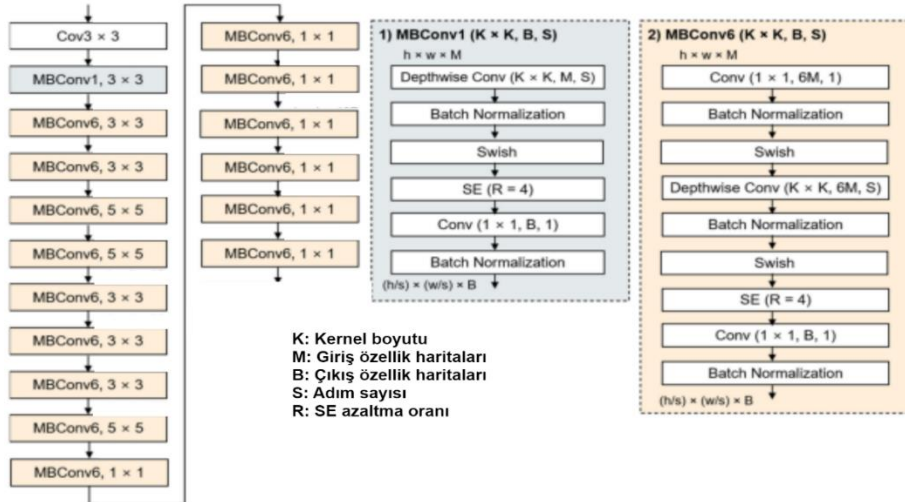 Cov3 × 3
MBConv1, 3 × 3
MBConv6, 3 × 3
MBConv6, 3 × 3
MBConv6, 5 × 5
MBConv6, 5 × 5
MBConv6, 3 × 3
MBConv6, 3 × 3
MBConv6, 3 × 3
MBConv6, 5 × 5
MBConv6, 1 × 1
MBConv6, 1 × 1
MBConv6, 1 × 1
MBConv6, 1 × 1
MBConv6, 1 × 1
MBConv6, 1 × 1
MBConv6, 1 × 1
1) MBConv1 (K × K, B, S)
h × w × M
Depthwise Conv (K × K, M, S)
Batch Normalization
Swish
SE (R = 4)
Conv (1 × 1, B, 1)
Batch Normalization
(h/s) × (w/s) × B
2) MBConv6 (K × K, B, S)
h × w × M
Conv (1 × 1, 6M, 1)
Batch Normalization
Swish
Depthwise Conv (K × K, 6M, S)
Batch Normalization
Swish
SE (R = 4)
Conv (1 × 1, B, 1)
Batch Normalization
(h/s) × (w/s) × B
K: Kernel boyutu
M: Giriş özellik haritaları
B: Çıkış özellik haritaları
S: Adım sayısı
R: SE azaltma oranı